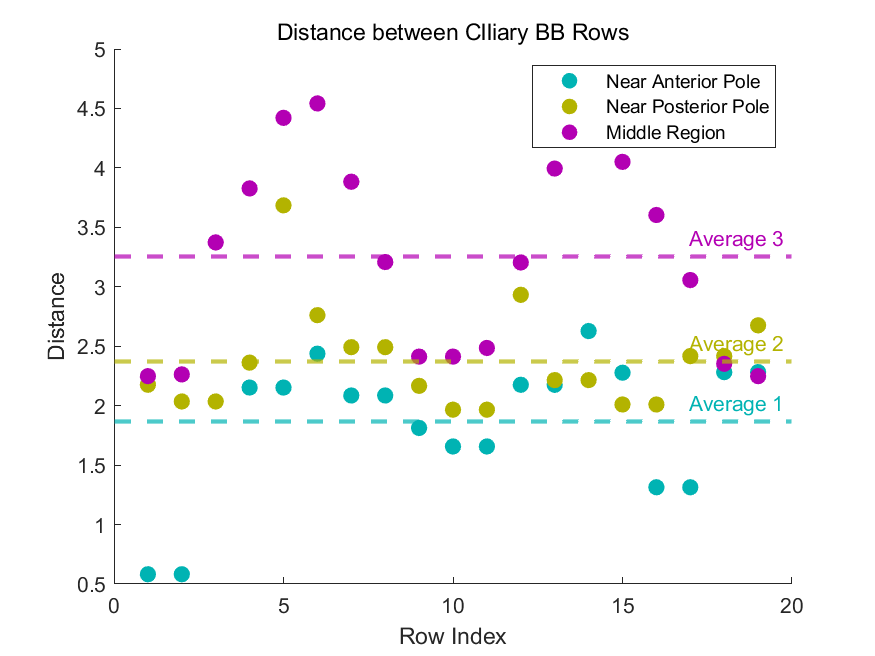 Distance between CIliary BB Rows
Near Anterior Pole
Near Posterior Pole
Middle Region
Average 3
Average 2
Average 1
Distance
5
4.5
4
3.5
3
2.5
2
1.5
1
0.5
0
5
10
15
20
Row Index